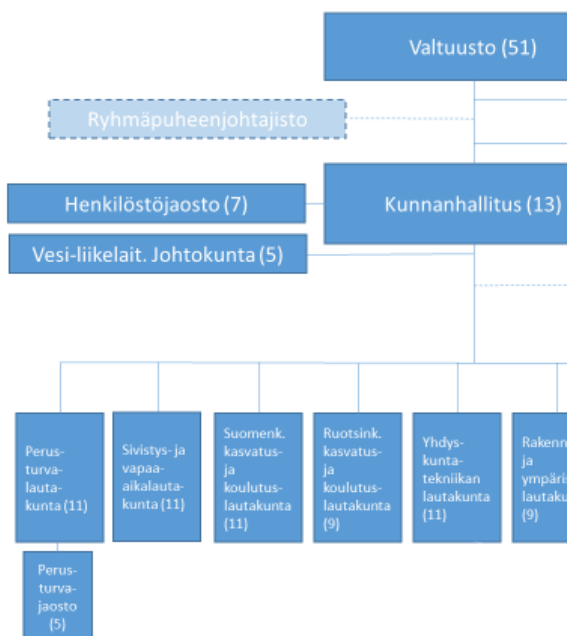 Valtuusto (51)
Ryhmäpuheenjohtajisto
Henkilöstöjaosto (7)
Kunnanhallitus (13)
Vesi-liikelait. Johtokunta (5)
Perus-
turva-
lauta-
kunta (11)
Sivistys- ja
vapaa-
aikalauta-
kunta (11)
Suomenk.
kasvatus-
ja
koulutus-
lautakunta
(11)
Ruotsink.
kasvatus-
ja
koulutus-
lautakunta
(9)
Yhdys-
kunta-
tekniikan
lautakunta
(11)
ja
(9)
Perus-
turva-
jaosto
(5)